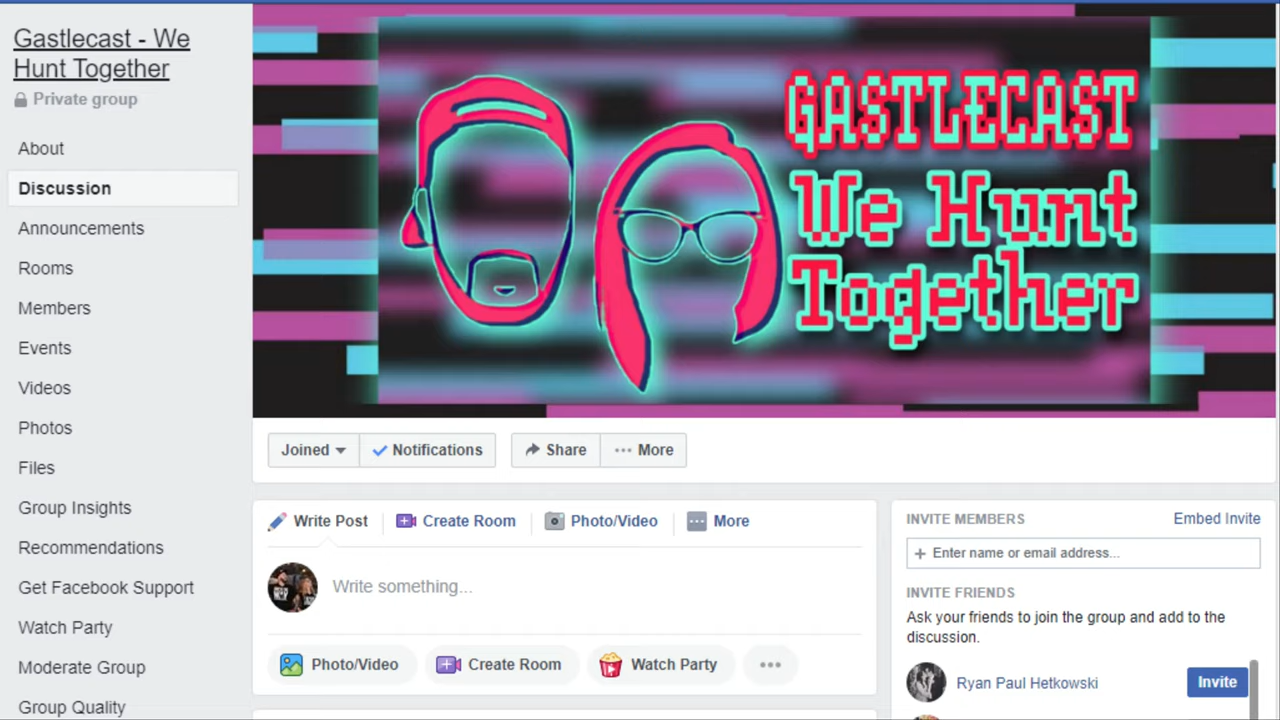 Gastlecast - We
Hunt Together
Private group
About
Discussion
Announcements
Rooms
Members
Events
Videos
Photos
Files
Group Insights
Recommendations
Get Facebook Support
Watch Party
Moderate Group
Group Quality
GASTLECAST
We Hunt
Together
Joined
Notifications
Share
More
Write Post
Create Room
Photo/Video
More
Write something...
Photo/Video
Create Room
Watch Party
INVITE MEMBERS
Embed Invite
+ Enter name or email address...
INVITE FRIENDS
Ask your friends to join the group and add to the
discussion.
Ryan Paul Hetkowski
Invite